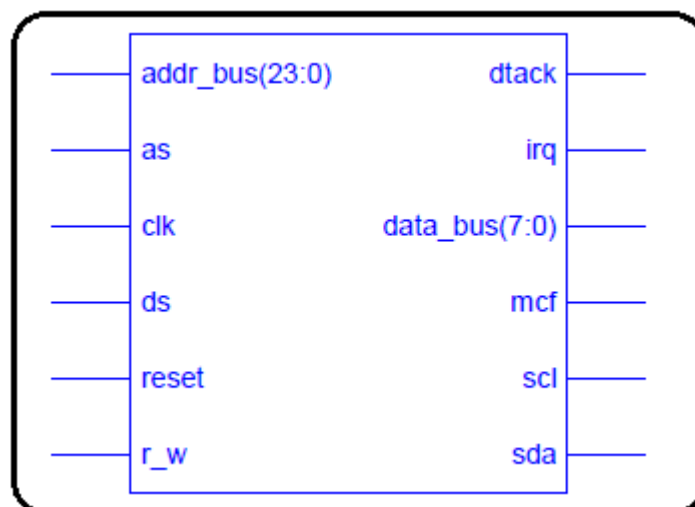 addr_bus(23:0) dtack
as irq
clk data_bus(7:0)
ds mcf
reset scl
r_w sda